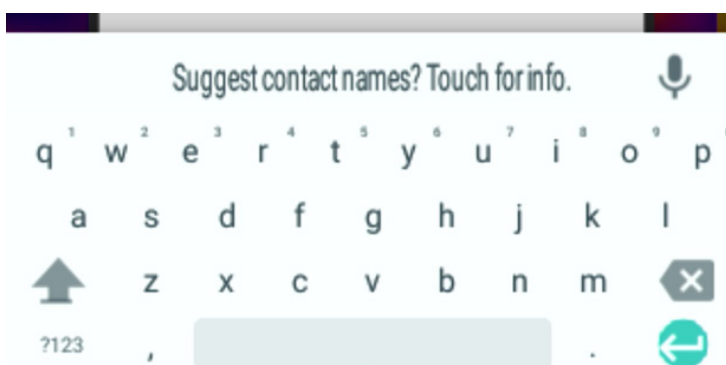 Suggest contact names? Touch for info.
q 1 w 2 e 3 r 4 t 5 y 6 u 7 i 8 o 9 p
a s d f g h j k l
z x c v b n m
?123 , .